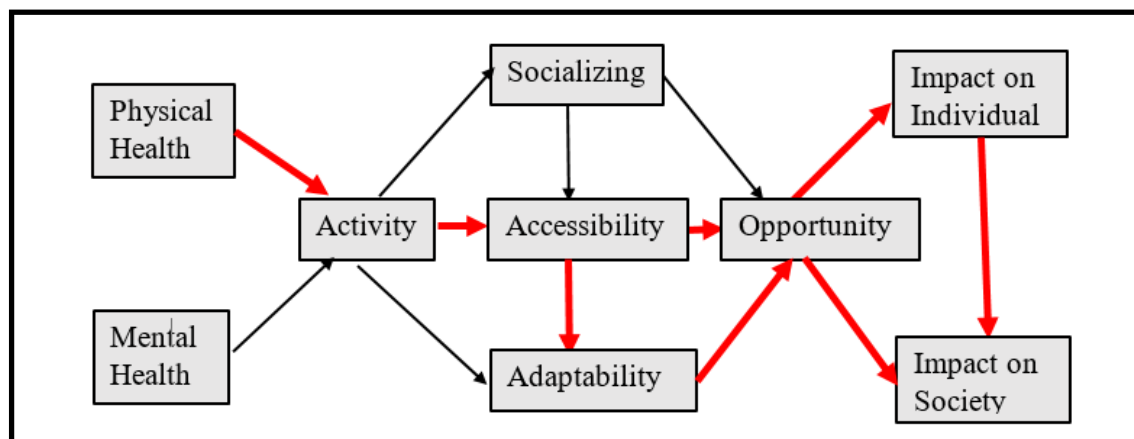 Physical
Health
Mental
Health
Activity
Socializing
Accessibility
Adaptability
Opportunity
Impact on
Individual
Impact on
Society